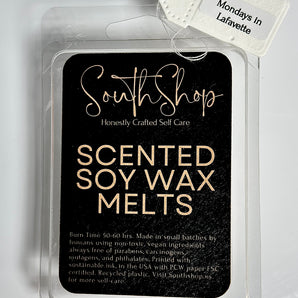 Mondays In
Lafayette
SouthShop
Honestly Crafted Self Care
SCENTED
SOY WAX
MELTS
Burn Time 50-60 hrs. Made in small batches by
humans using non-toxic, vegan ingredients
always free of parabens, carcinogens,
mutagens, and phthalates. Printed with
sustainable ink, in the USA with PCW paper FSC
certified. Recycled plastic. Visit Southshop.us
for more self-care.